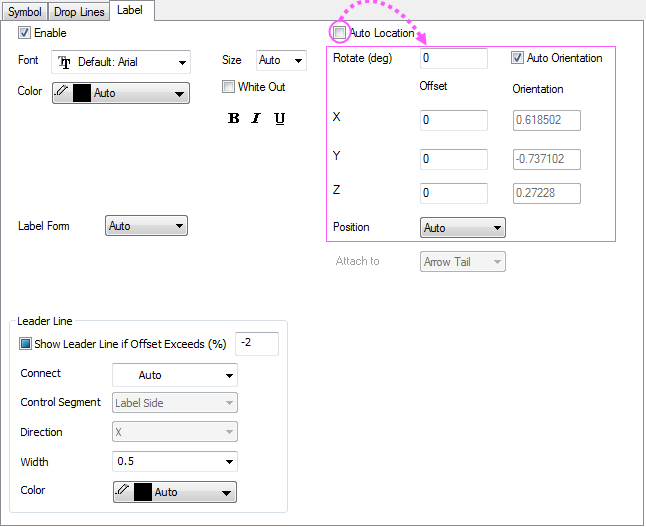 Symbol Drop Lines Label
Enable
Auto Location
Font Default: Arial Size Auto
Rotate (deg) 0 Auto Orientation
Color Auto White Out
Offset Orientation
B I U
X 0 0.618502
Y 0 -0.737102
Z 0 0.27228
Label Form Auto
Position Auto
Attach to Arrow Tail
Leader Line
Show Leader Line if Offset Exceeds (%) -2
Connect Auto
Control Segment Label Side
Direction X
Width 0.5
Color Auto